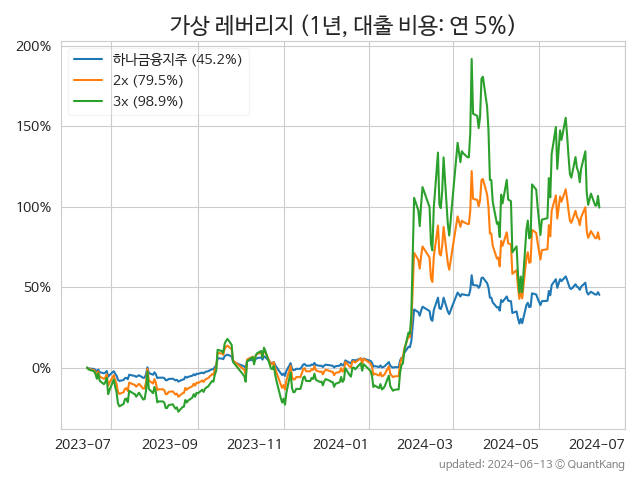 가상 레버리지 (1년, 대출 비용: 연 5%)
200%
150%
100%
50%
0%
하나금융지주 (45.2%)
2x (79.5%)
3x (98.9%)
2023-07 2023-09 2023-11 2024-01 2024-03 2024-05 2024-07
updated: 2024-06-13 © QuantKang